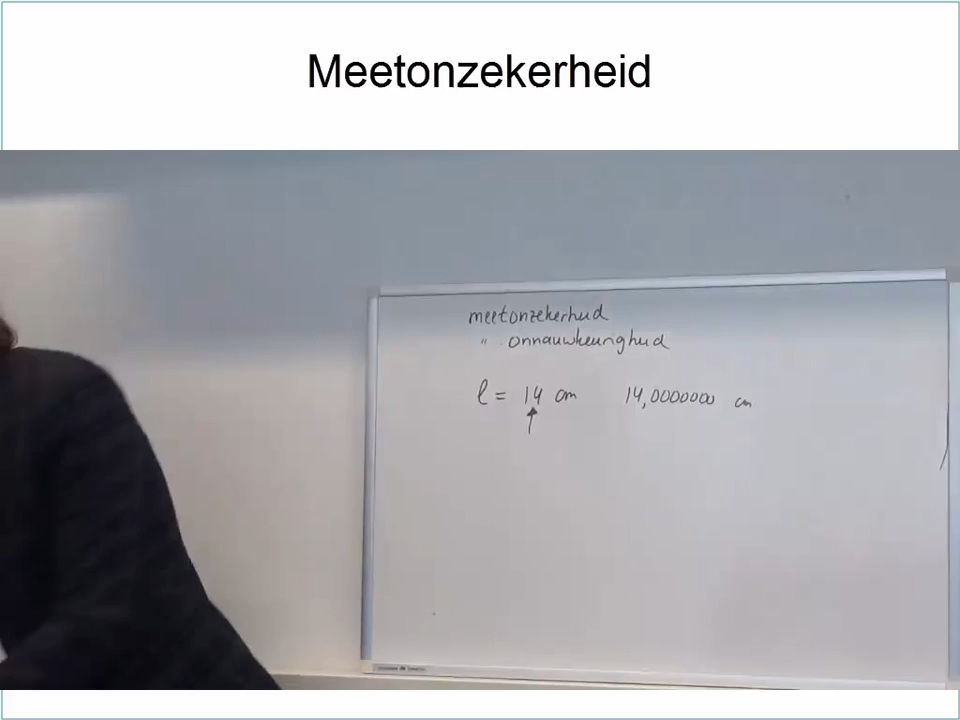 Meetonzekerheid
meetonzekerheid
" onnauwkeurigheid
l = 14 cm 14,0000000 cm